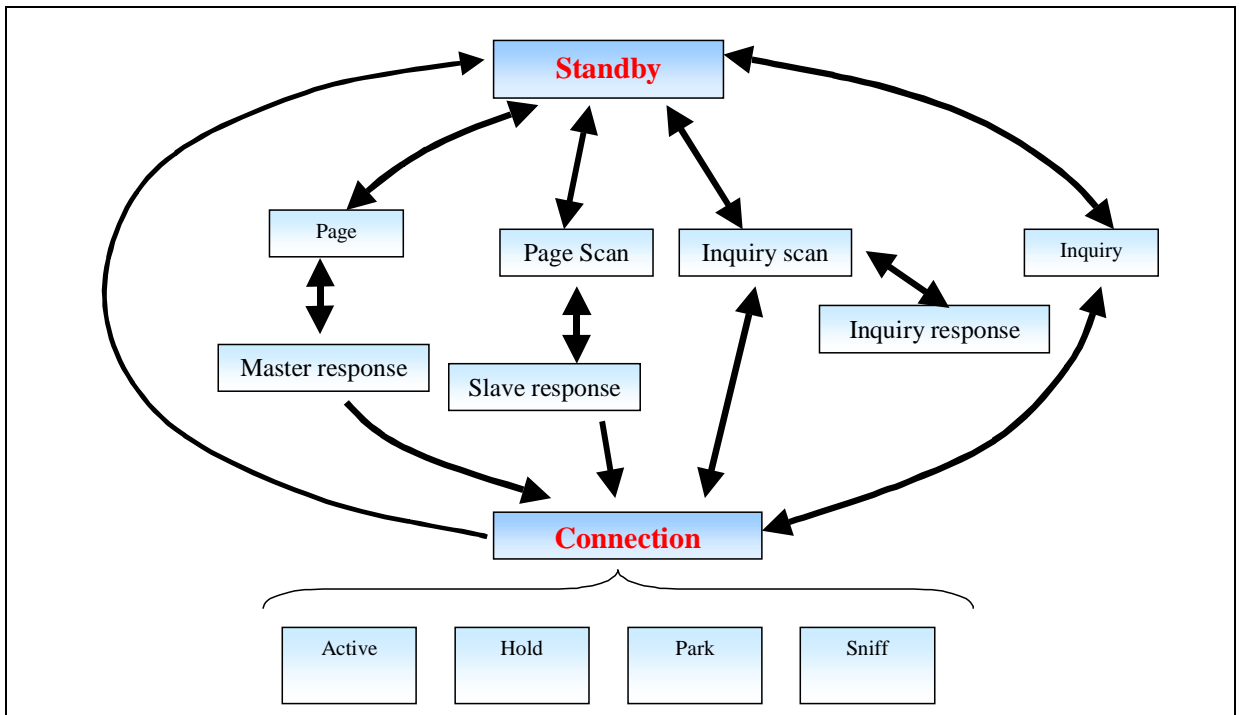 Standby
Page
Page Scan
Inquiry scan
Inquiry
Inquiry response
Master response
Slave response
Connection
Active
Hold
Park
Sniff